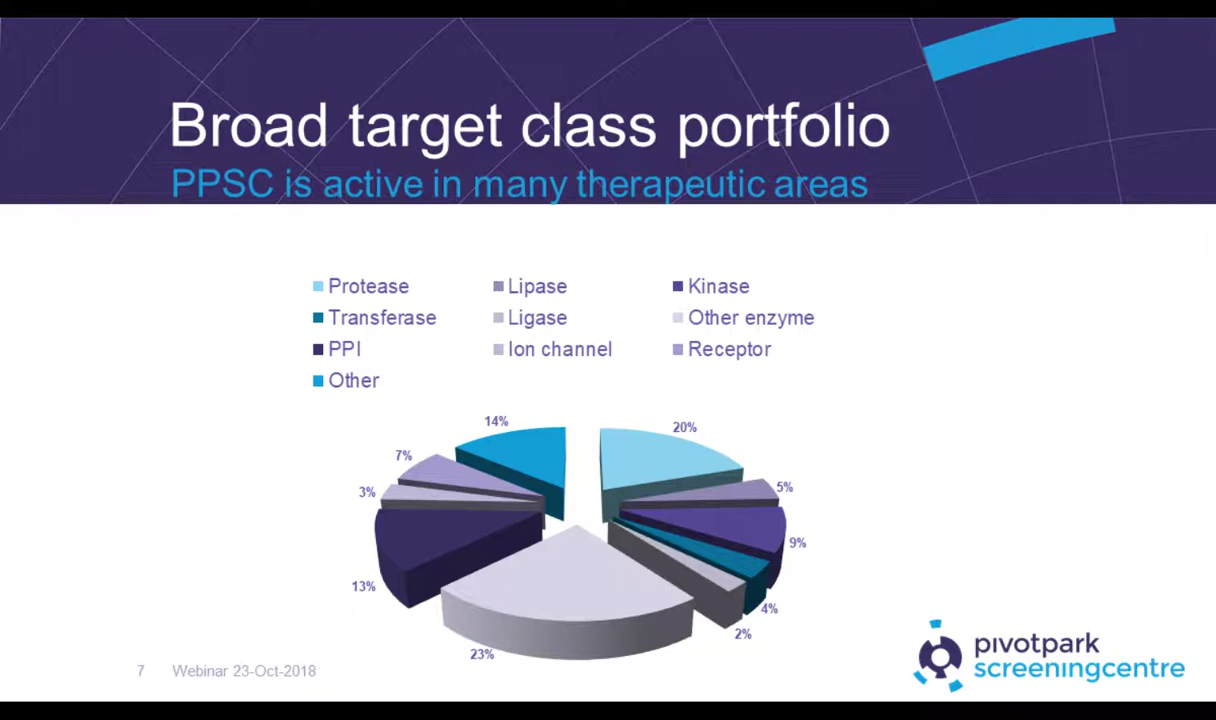 Broad target class portfolio
PPSC is active in many therapeutic areas
Protease Lipase Kinase
Transferase Ligase Other enzyme
PPI Ion channel Receptor
Other
14% 20%
7%
3% 5%
9%
13%
4%
2%
23%
7 Webinar 23-Oct-2018
pivotpark
screeningcentre